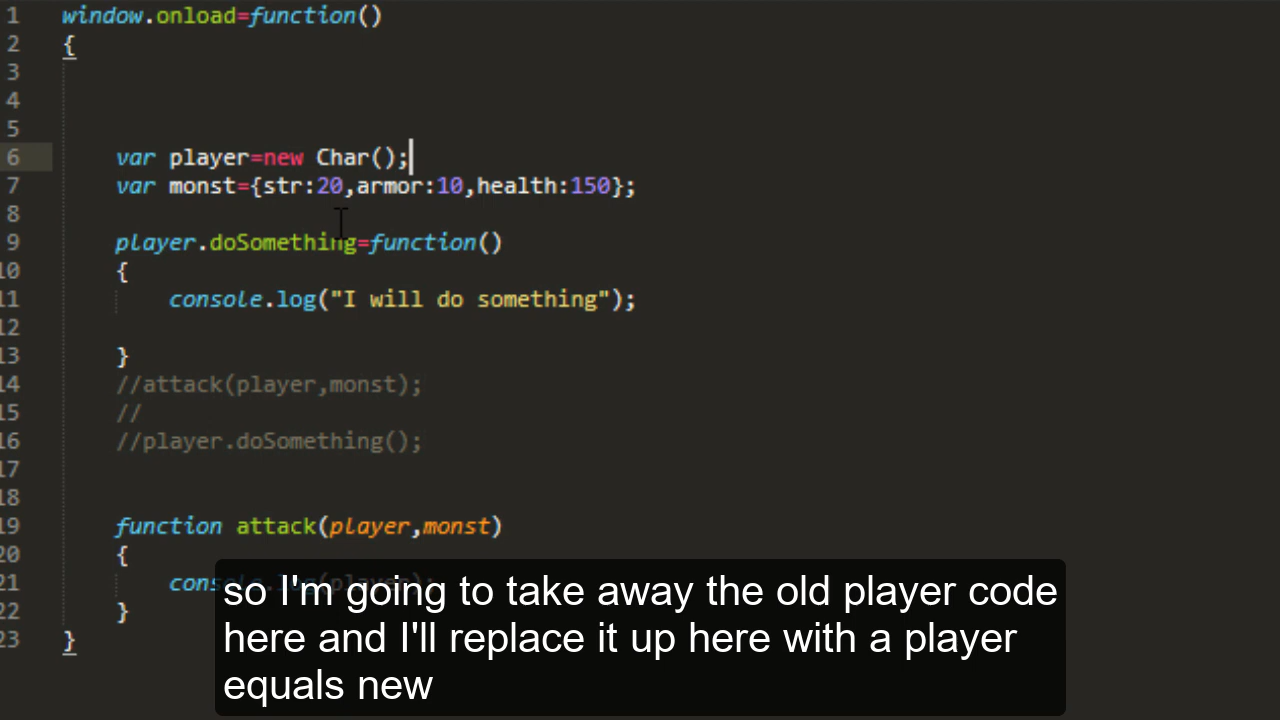 1 window.onload=function()
2 {
3
4
5
6 var player=new Char();
7 var monst={str:20,armor:10,health:150};
8
9 player.doSomething=function()
10 {
11 console.log("I will do something");
12
13 }
14 //attack(player,monst);
15 //
16 //player.doSomething();
17
18
19 function attack(player,monst)
20 {
21 console.log(player);
22 }
23 }
so I'm going to take away the old player code
here and I'll replace it up here with a player
equals new